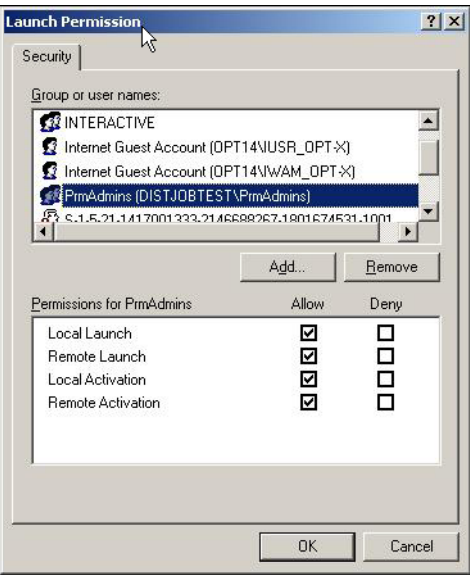 Launch Permission
Security
Group or user names:
INTERACTIVE
Internet Guest Account (OPT14\IUSR_OPT-X)
Internet Guest Account (OPT14\IWAM_OPT-X)
PrmAdmins (DISTJOBTEST\PrmAdmins)
S-1-5-21-1417001333-2146688267-1801674531-1001
Add... Remove
Permissions for PrmAdmins Allow Deny
Local Launch
Remote Launch
Local Activation
Remote Activation
OK Cancel